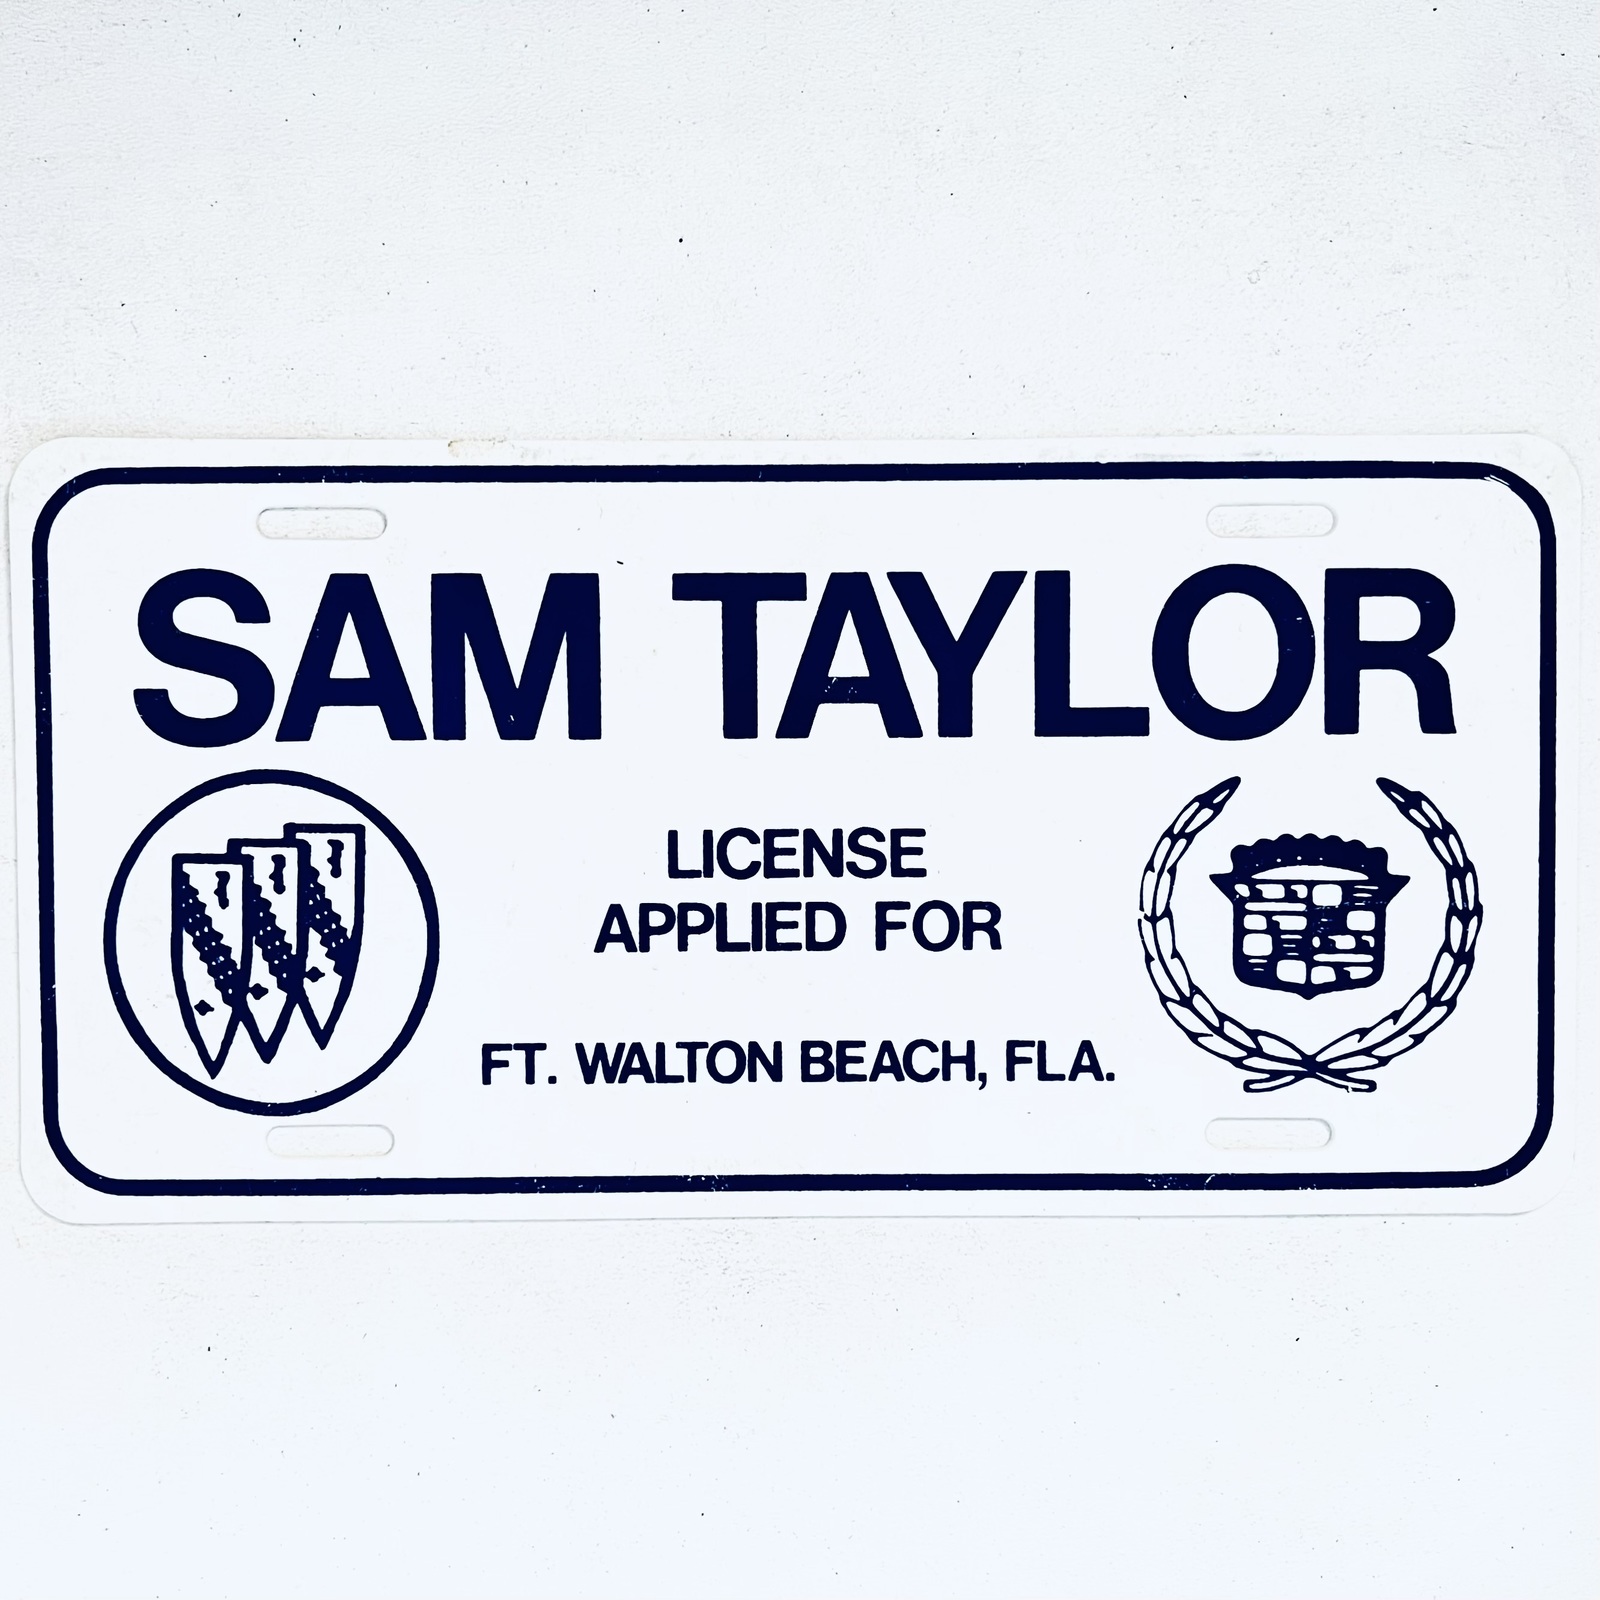 SAM TAYLOR
LICENSE
APPLIED FOR
FT. WALTON BEACH, FLA.